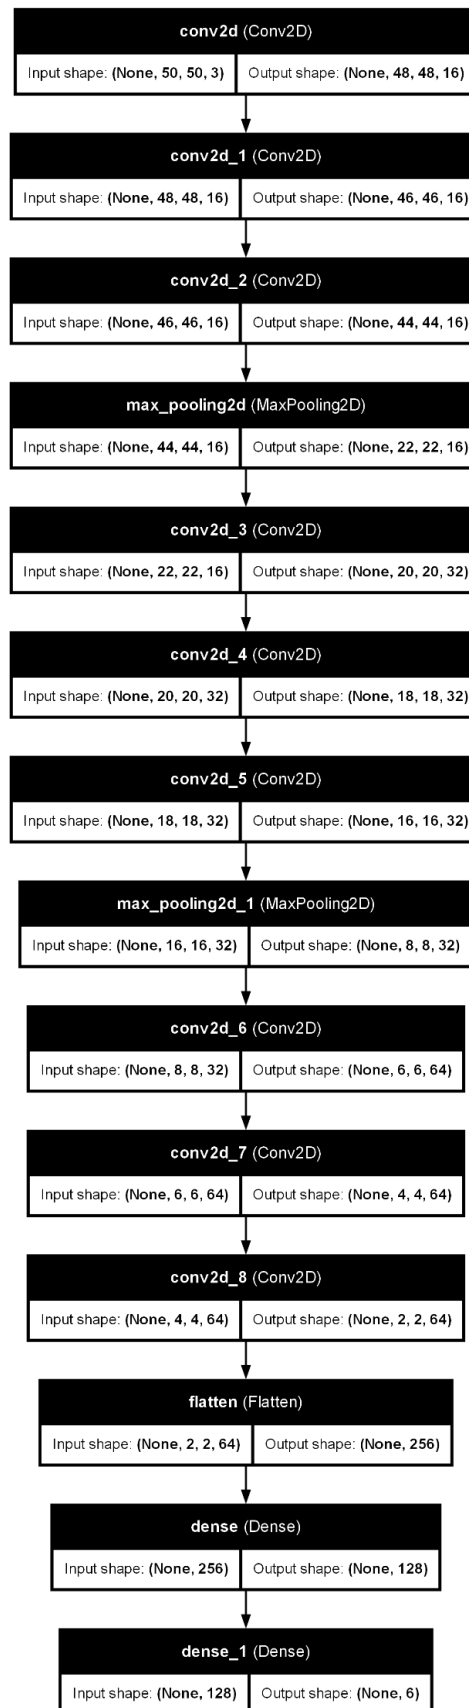 conv2d (Conv2D)
Input shape: (None, 50, 50, 3) Output shape: (None, 48, 48, 16)
conv2d_1 (Conv2D)
Input shape: (None, 48, 48, 16) Output shape: (None, 46, 46, 16)
conv2d_2 (Conv2D)
Input shape: (None, 46, 46, 16) Output shape: (None, 44, 44, 16)
max_pooling2d (MaxPooling2D)
Input shape: (None, 44, 44, 16) Output shape: (None, 22, 22, 16)
conv2d_3 (Conv2D)
Input shape: (None, 22, 22, 16) Output shape: (None, 20, 20, 32)
conv2d_4 (Conv2D)
Input shape: (None, 20, 20, 32) Output shape: (None, 18, 18, 32)
conv2d_5 (Conv2D)
Input shape: (None, 18, 18, 32) Output shape: (None, 16, 16, 32)
max_pooling2d_1 (MaxPooling2D)
Input shape: (None, 16, 16, 32) Output shape: (None, 8, 8, 32)
conv2d_6 (Conv2D)
Input shape: (None, 8, 8, 32) Output shape: (None, 6, 6, 64)
conv2d_7 (Conv2D)
Input shape: (None, 6, 6, 64) Output shape: (None, 4, 4, 64)
conv2d_8 (Conv2D)
Input shape: (None, 4, 4, 64) Output shape: (None, 2, 2, 64)
flatten (Flatten)
Input shape: (None, 2, 2, 64) Output shape: (None, 256)
dense (Dense)
Input shape: (None, 256) Output shape: (None, 128)
dense_1 (Dense)
Input shape: (None, 128) Output shape: (None, 6)